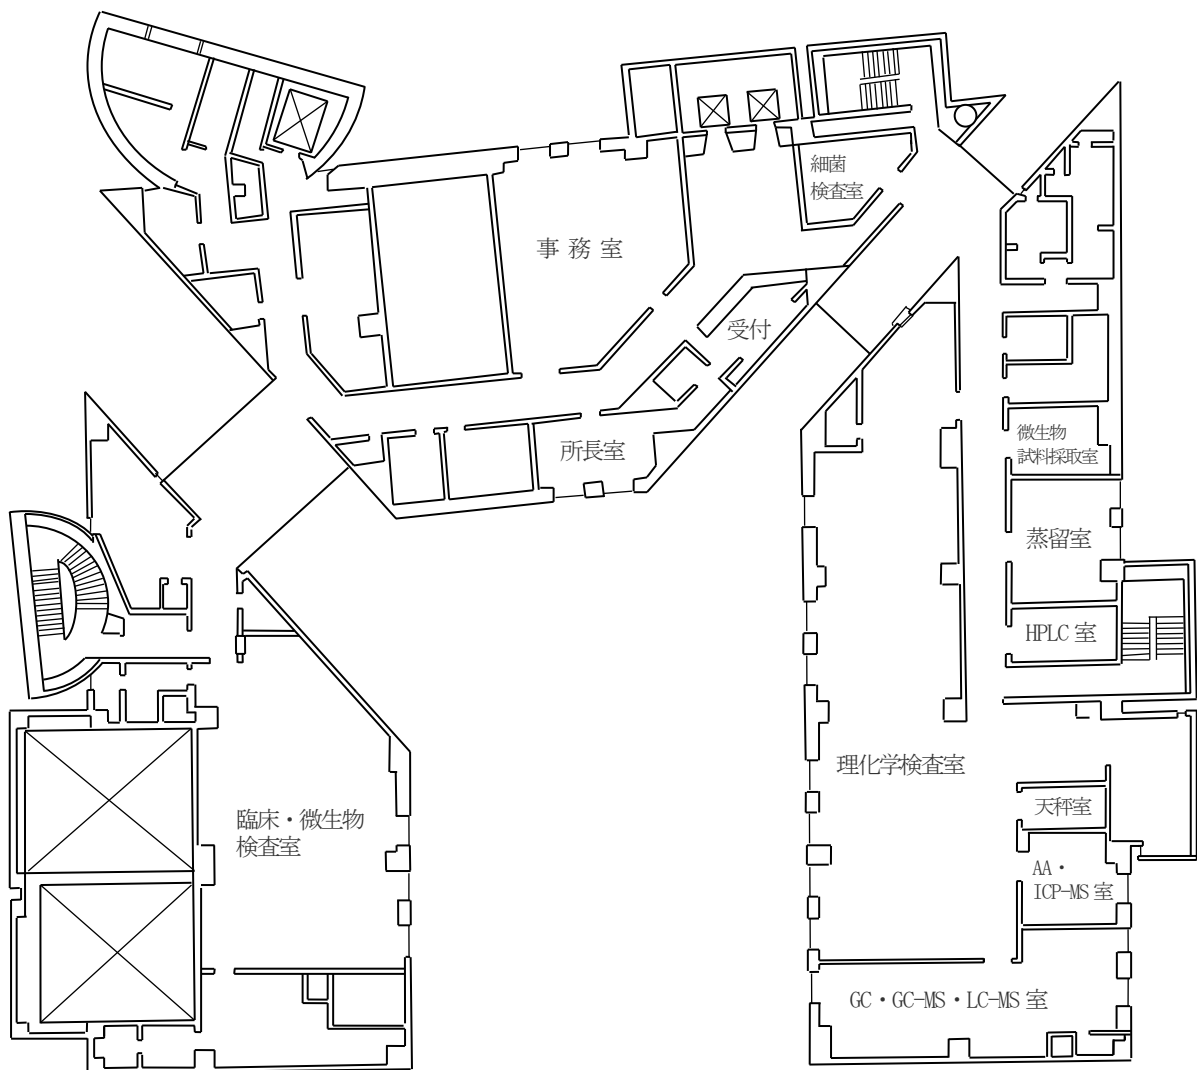 細菌
検査室
事 務 室
受付
所長室
微生物
試料採取室
蒸留室
HPLC 室
理化学検査室
天秤室
臨床・微生物
検査室
AA・
ICP-MS 室
GC・GC-MS・LC-MS 室